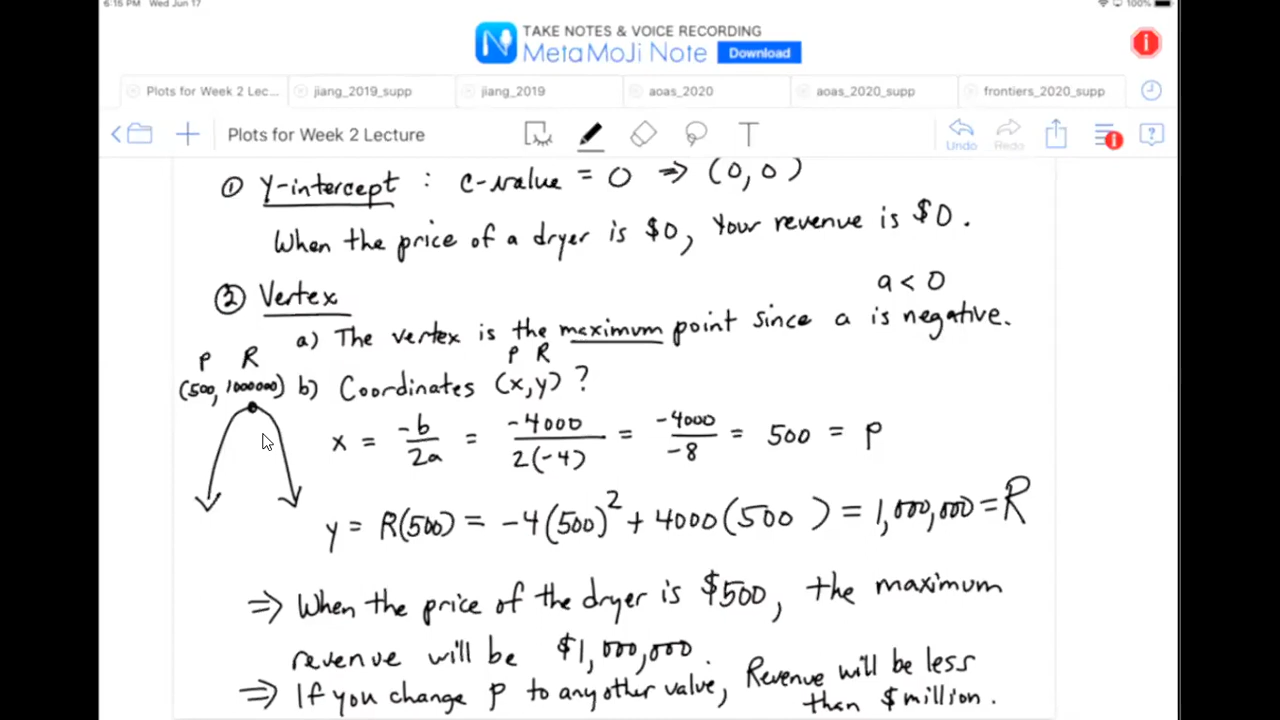 6:15 PM Wed Jun 17
100%
TAKE NOTES & VOICE RECORDING
MetaMoJi Note Download
Plots for Week 2 Lec... jiang_2019_supp jiang_2019 aoas_2020 aoas_2020_supp frontiers_2020_supp
Plots for Week 2 Lecture
Undo Redo
① Y-intercept : c-value = 0 ⇒ (0,0)
When the price of a dryer is $0, Your revenue is $0.
② Vertex
a < 0
a) The vertex is the maximum point since a is negative.
P R
P R
(500, 1000000) b) Coordinates (x,y) ?
x = -b/2a = -4000/2(-4) = -4000/-8 = 500 = P
y = R(500) = -4(500)² + 4000(500) = 1,000,000 = R
⇒ When the price of the dryer is $500, the maximum
revenue will be $1,000,000.
⇒ If you change P to any other value, Revenue will be less
than $million.